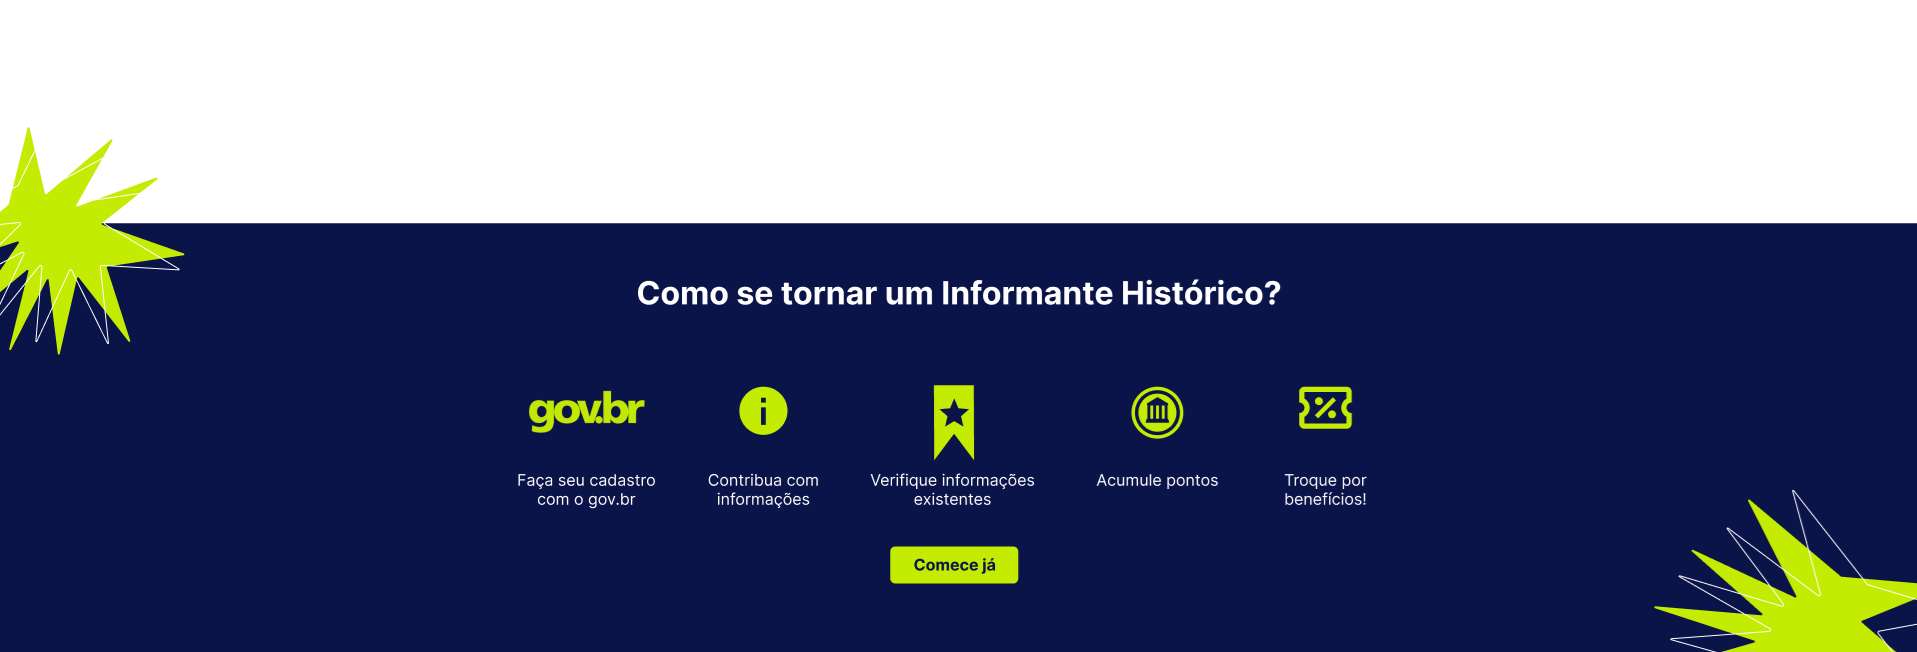 Como se tornar um Informante Histórico?
gov.br
Faça seu cadastro
com o gov.br
Contribua com
informações
Verifique informações
existentes
Acumule pontos
Troque por
benefícios!
Comece já